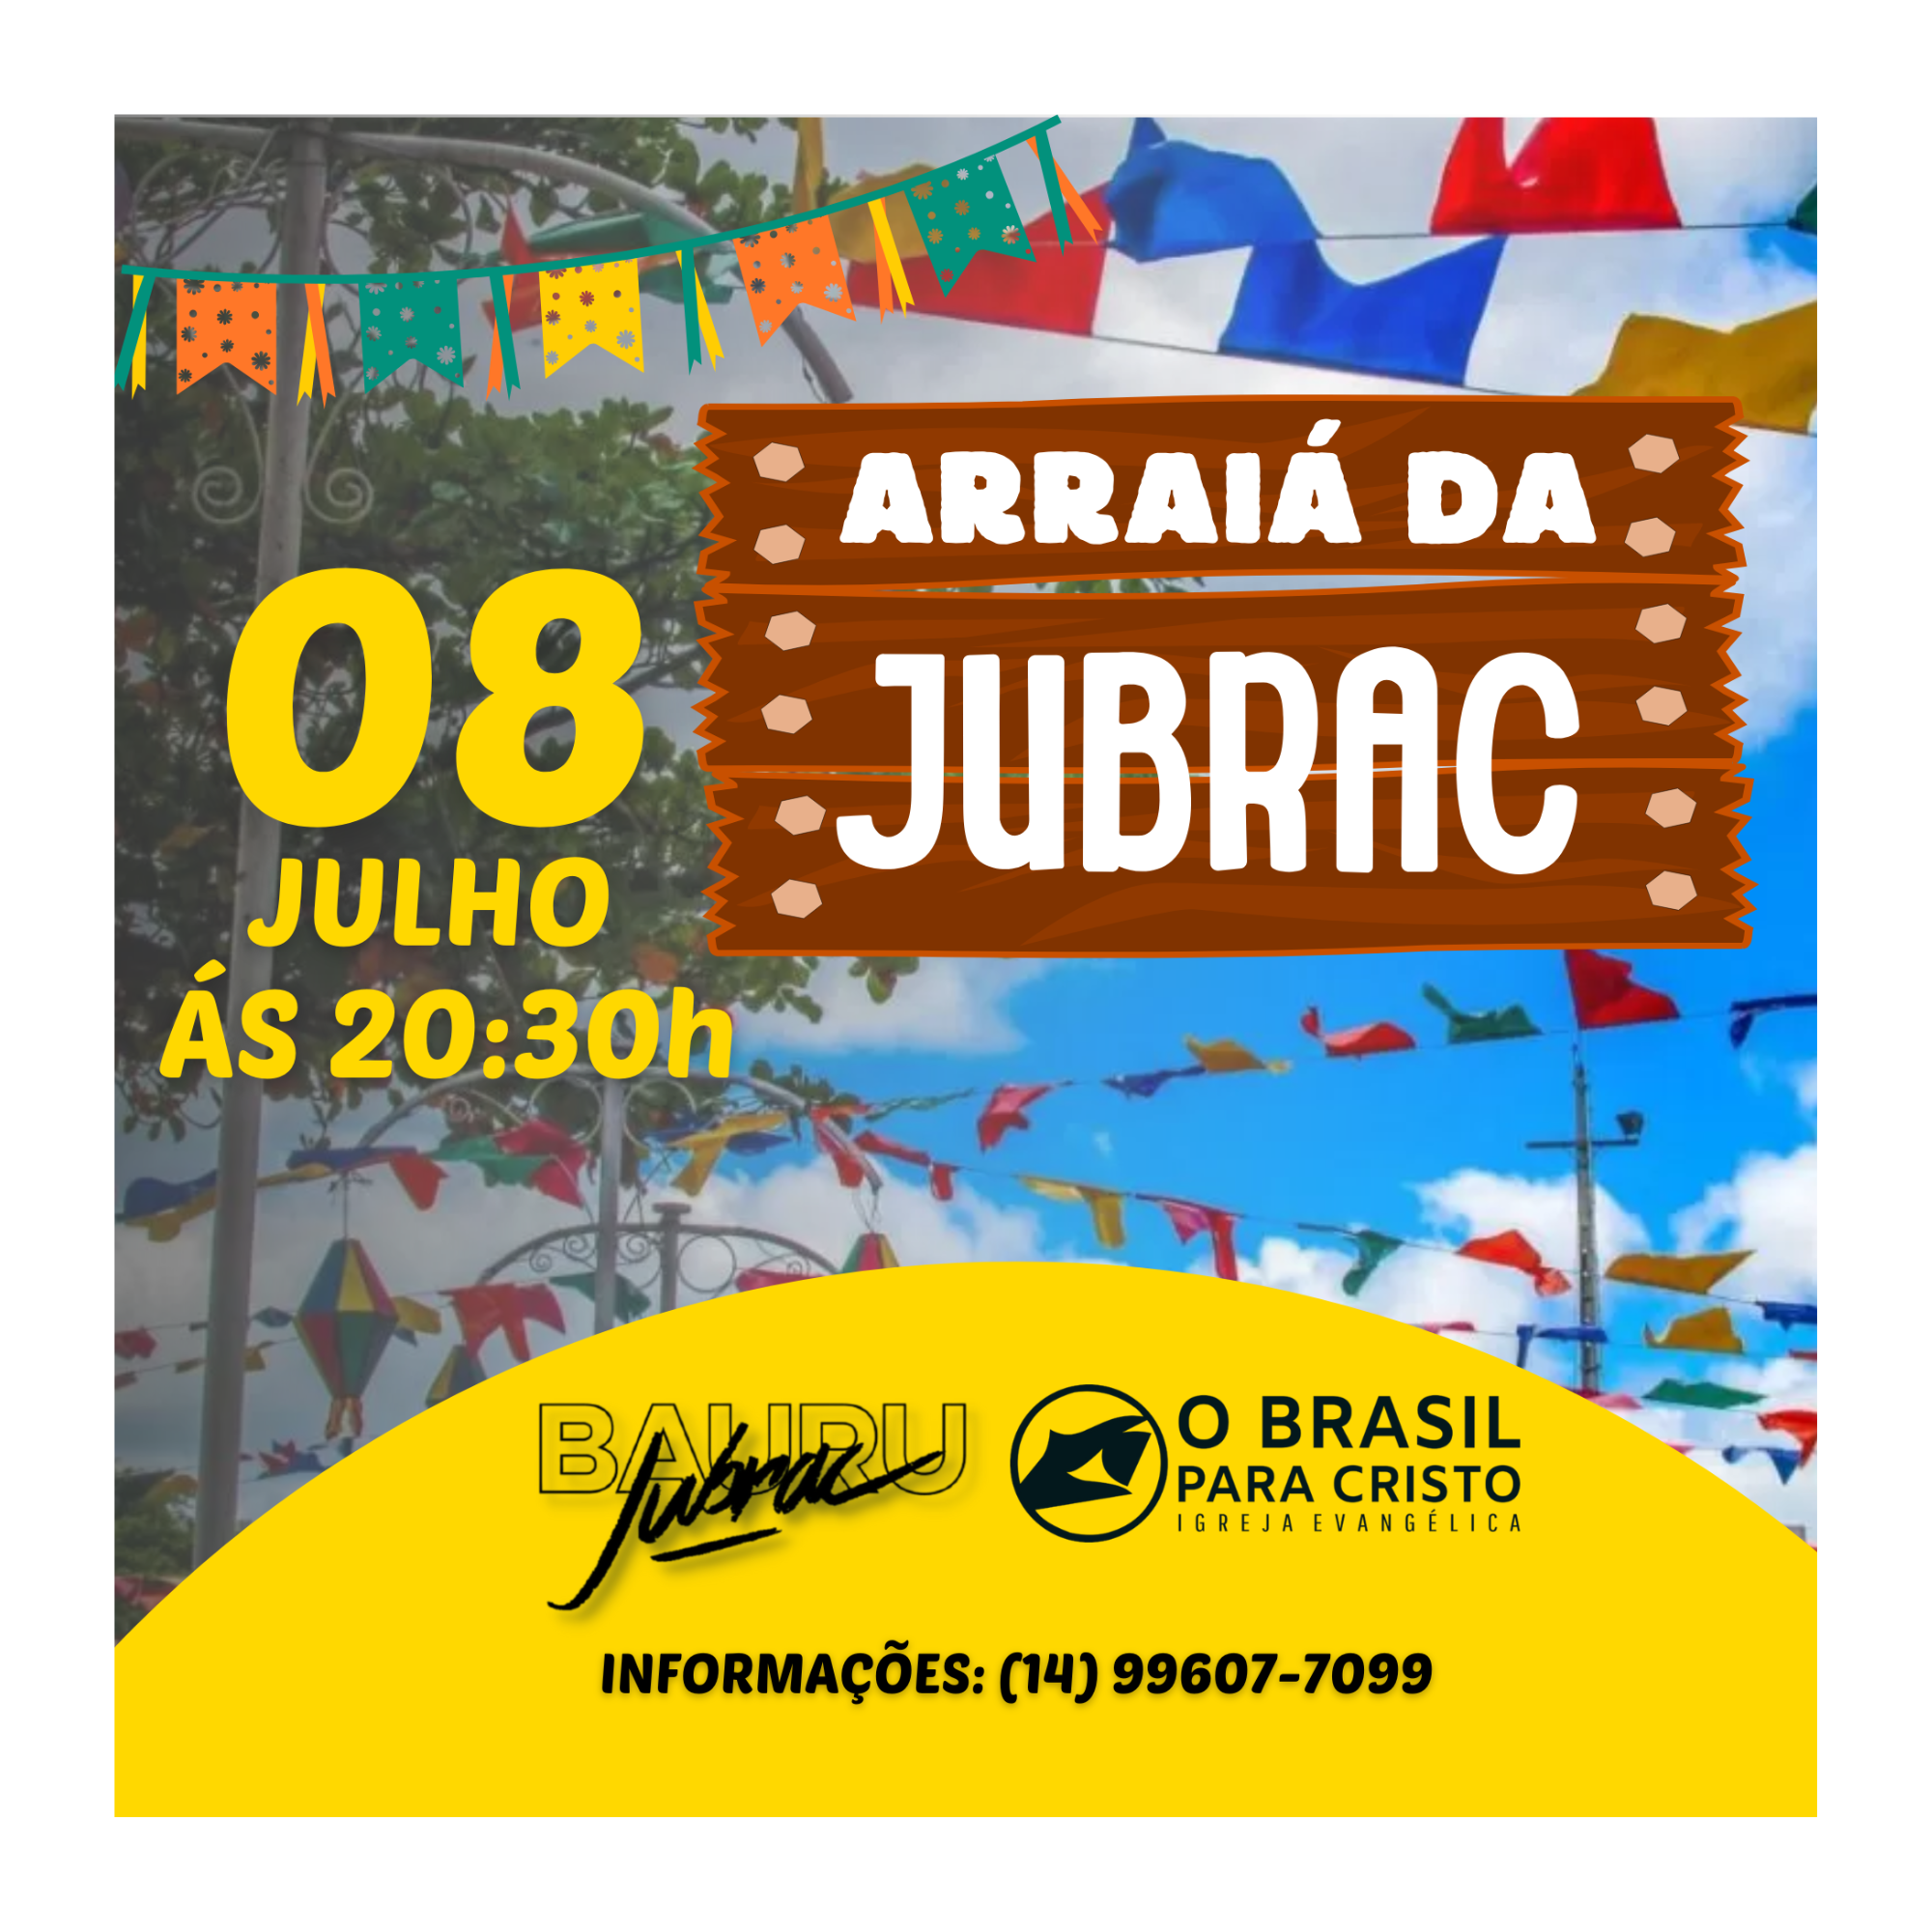 ARRAIÁ DA
JUBRAC
08
JULHO
ÁS 20:30h
BAURU
Jubrac
O BRASIL
PARA CRISTO
IGREJA EVANGÉLICA
INFORMAÇÕES: (14) 99607-7099